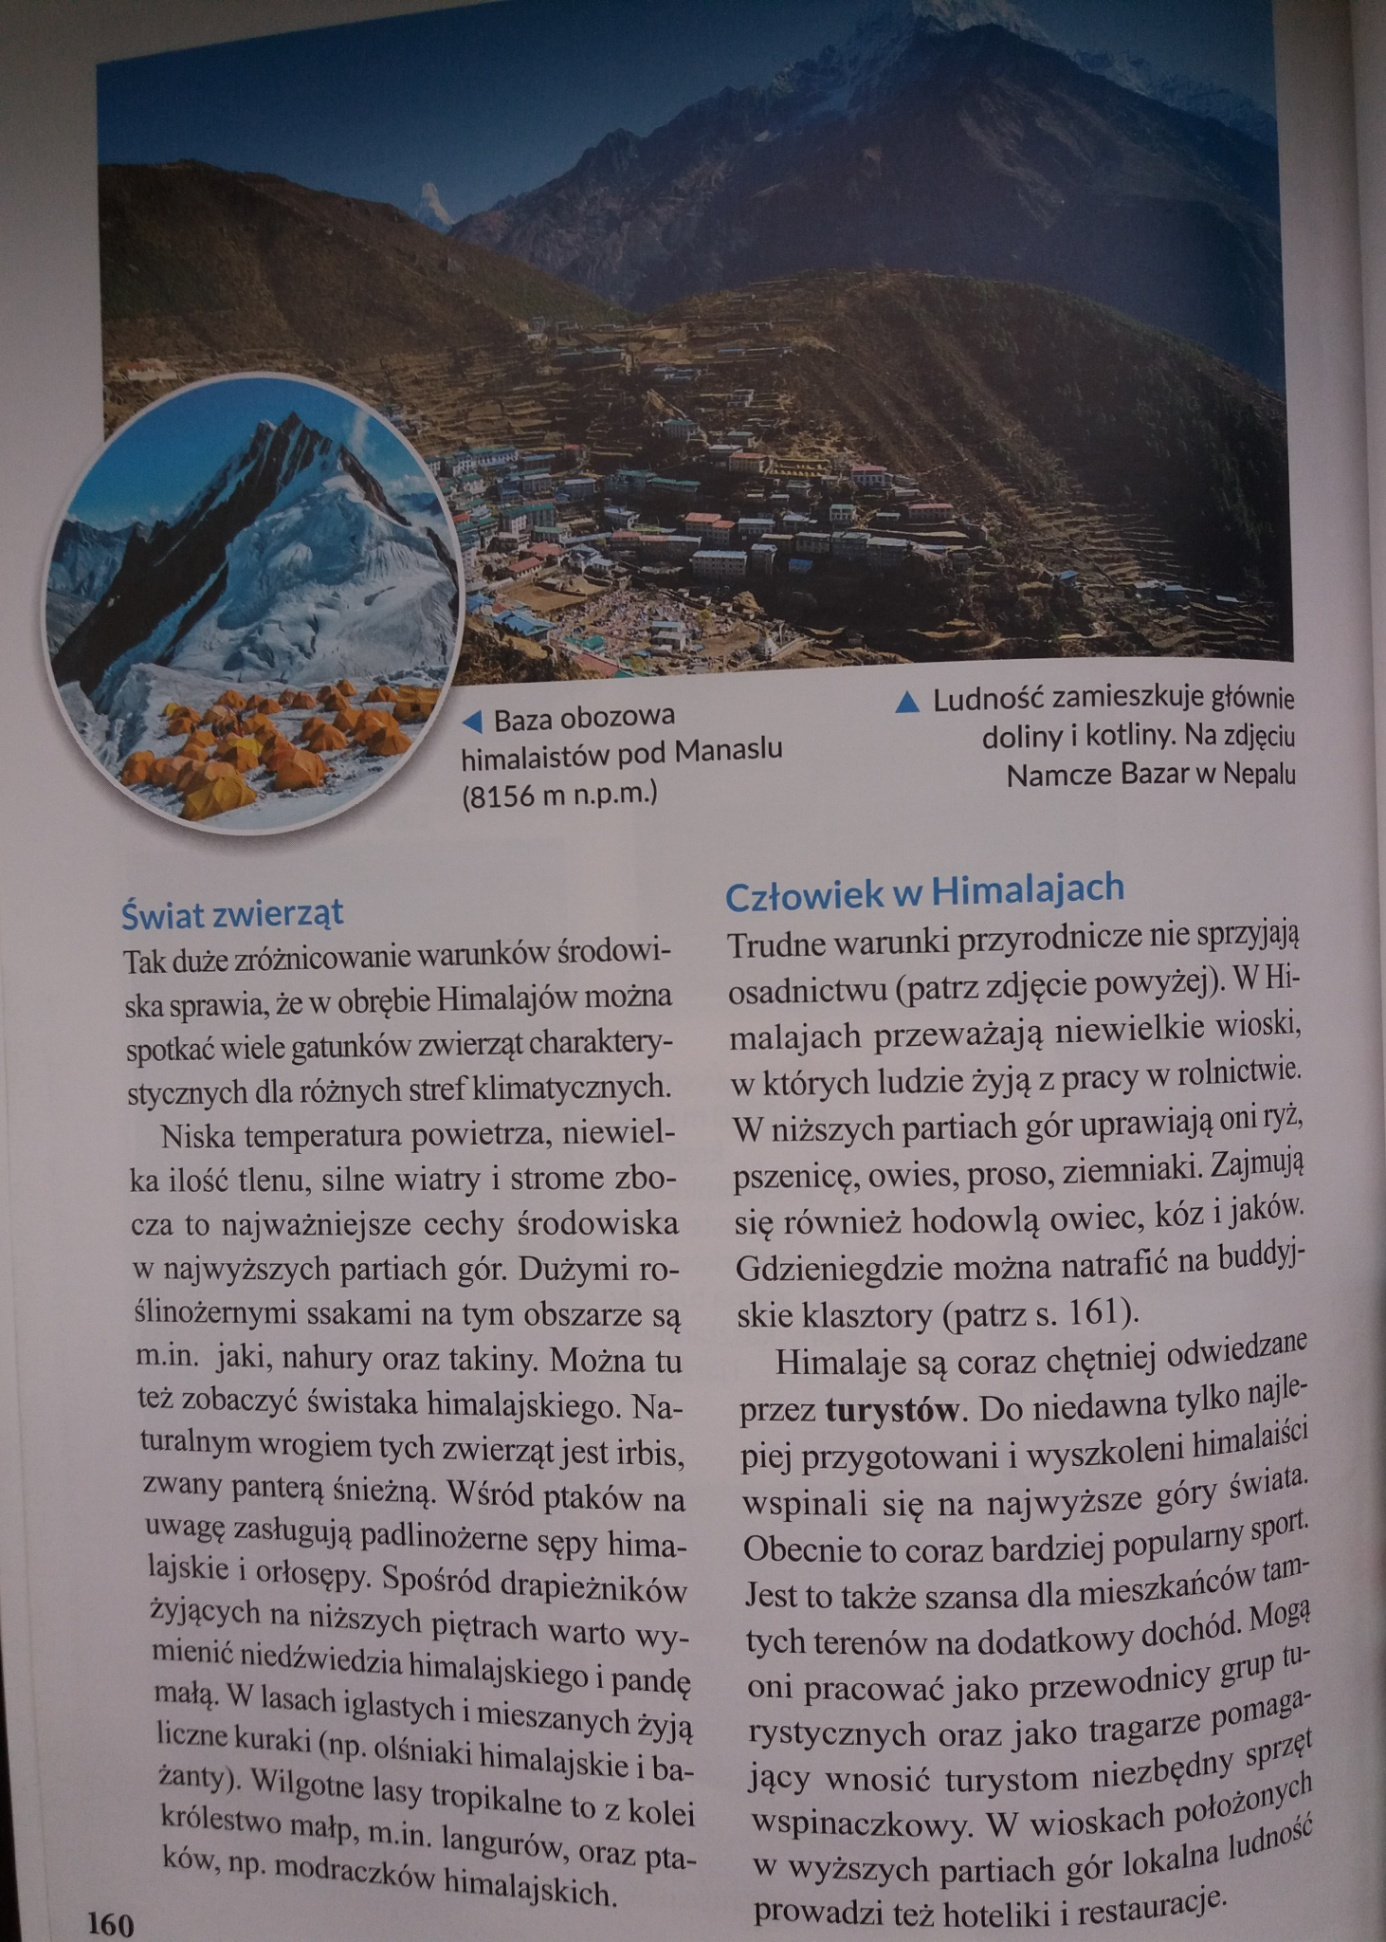 ◀ Baza obozowa
himalaistów pod Manaslu
(8156 m n.p.m.)
▲ Ludność zamieszkuje głównie
doliny i kotliny. Na zdjęciu
Namcze Bazar w Nepalu
Świat zwierząt
Tak duże zróżnicowanie warunków środowi-
ska sprawia, że w obrębie Himalajów można
spotkać wiele gatunków zwierząt charaktery-
stycznych dla różnych stref klimatycznych.
Niska temperatura powietrza, niewiel-
ka ilość tlenu, silne wiatry i strome zbo-
cza to najważniejsze cechy środowiska
w najwyższych partiach gór. Dużymi ro-
ślinożernymi ssakami na tym obszarze są
m.in. jaki, nahury oraz takiny. Można tu
też zobaczyć świstaka himalajskiego. Na-
turalnym wrogiem tych zwierząt jest irbis,
zwany panterą śnieżną. Wśród ptaków na
uwagę zasługują padlinożerne sępy hima-
lajskie i orłosępy. Spośród drapieżników
żyjących na niższych piętrach warto wy-
mienić niedźwiedzia himalajskiego i pandę
małą. W lasach iglastych i mieszanych żyją
liczne kuraki (np. olśniaki himalajskie i ba-
żanty). Wilgotne lasy tropikalne to z kolei
królestwo małp, m.in. langurów, oraz pta-
ków, np. modraczków himalajskich.
Człowiek w Himalajach
Trudne warunki przyrodnicze nie sprzyjają
osadnictwu (patrz zdjęcie powyżej). W Hi-
malajach przeważają niewielkie wioski,
w których ludzie żyją z pracy w rolnictwie.
W niższych partiach gór uprawiają oni ryż,
pszenicę, owies, proso, ziemniaki. Zajmują
się również hodowlą owiec, kóz i jaków.
Gdzieniegdzie można natrafić na buddyj-
skie klasztory (patrz s. 161).
Himalaje są coraz chętniej odwiedzane
przez turystów. Do niedawna tylko najle-
piej przygotowani i wyszkoleni himalaiści
wspinali się na najwyższe góry świata.
Obecnie to coraz bardziej popularny sport.
Jest to także szansa dla mieszkańców tam-
tych terenów na dodatkowy dochód. Mogą
oni pracować jako przewodnicy grup tu-
rystycznych oraz jako tragarze pomaga-
jący wnosić turystom niezbędny sprzęt
wspinaczkowy. W wioskach położonych
w wyższych partiach gór lokalna ludność
prowadzi też hoteliki i restauracje.
160